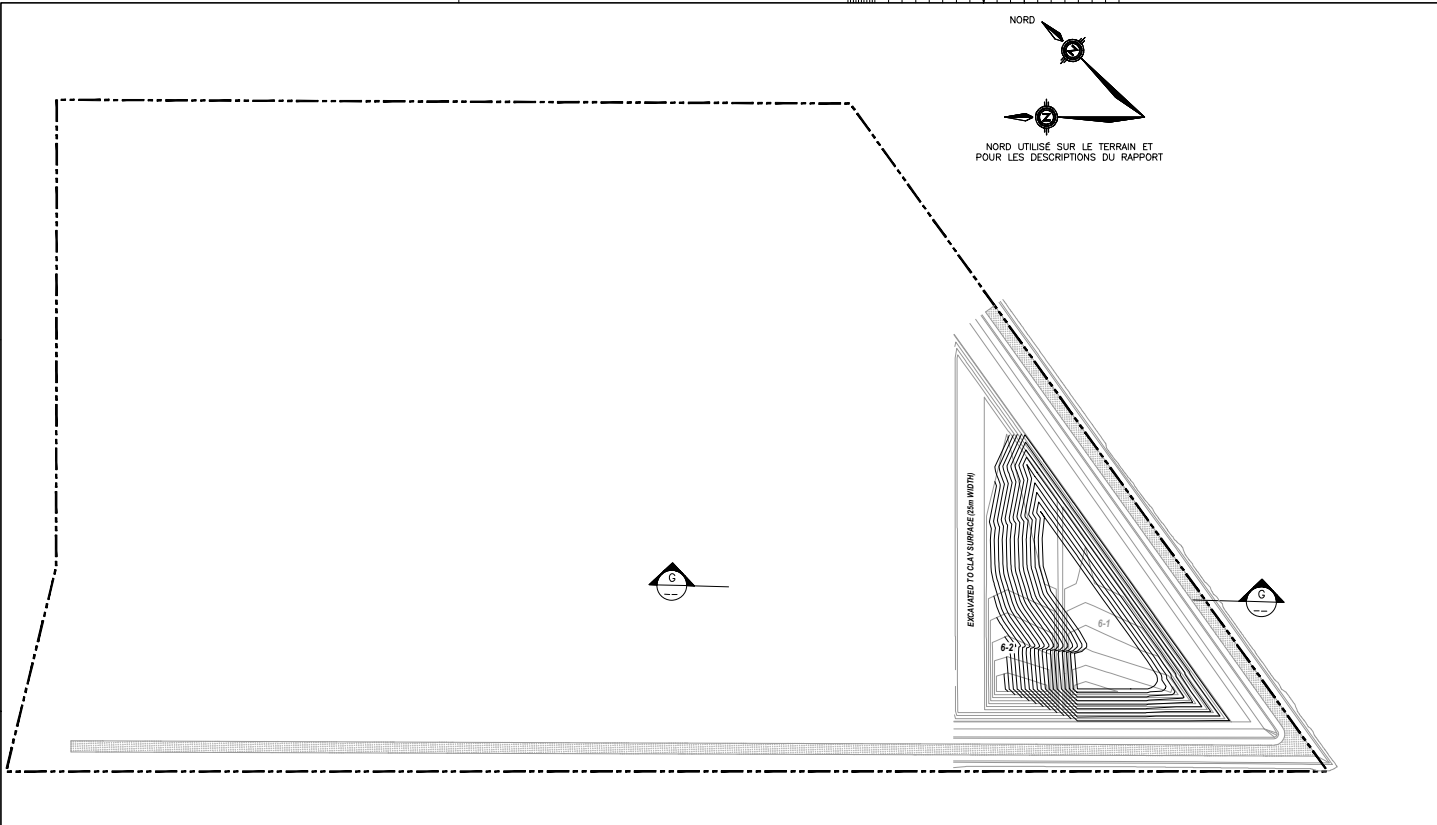 NORD
Z
Z
NORD UTILISÉ SUR LE TERRAIN ET
POUR LES DESCRIPTIONS DU RAPPORT
EXCAVATED TO CLAY SURFACE (25m WIDTH)
G
--
G
--
6-1
6-2